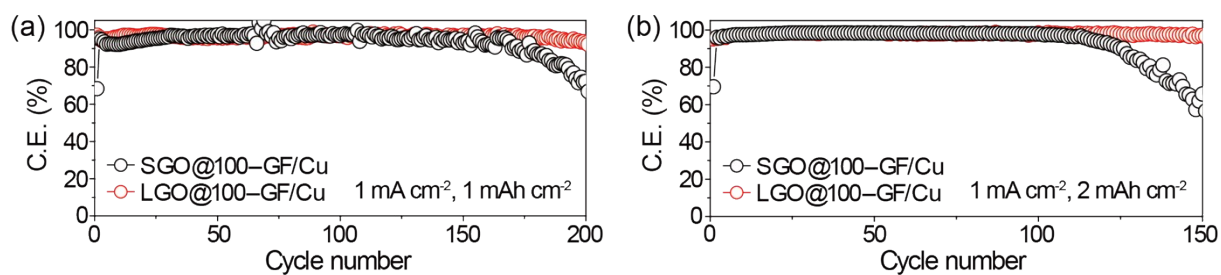 (a)
C.E. (%)
100
80
60
40
20
0
SGO@100–GF/Cu
LGO@100–GF/Cu
1 mA cm-2, 1 mAh cm-2
0 50 100 150 200
Cycle number
(b)
C.E. (%)
100
80
60
40
20
0
SGO@100–GF/Cu
LGO@100–GF/Cu
1 mA cm-2, 2 mAh cm-2
0 50 100 150
Cycle number